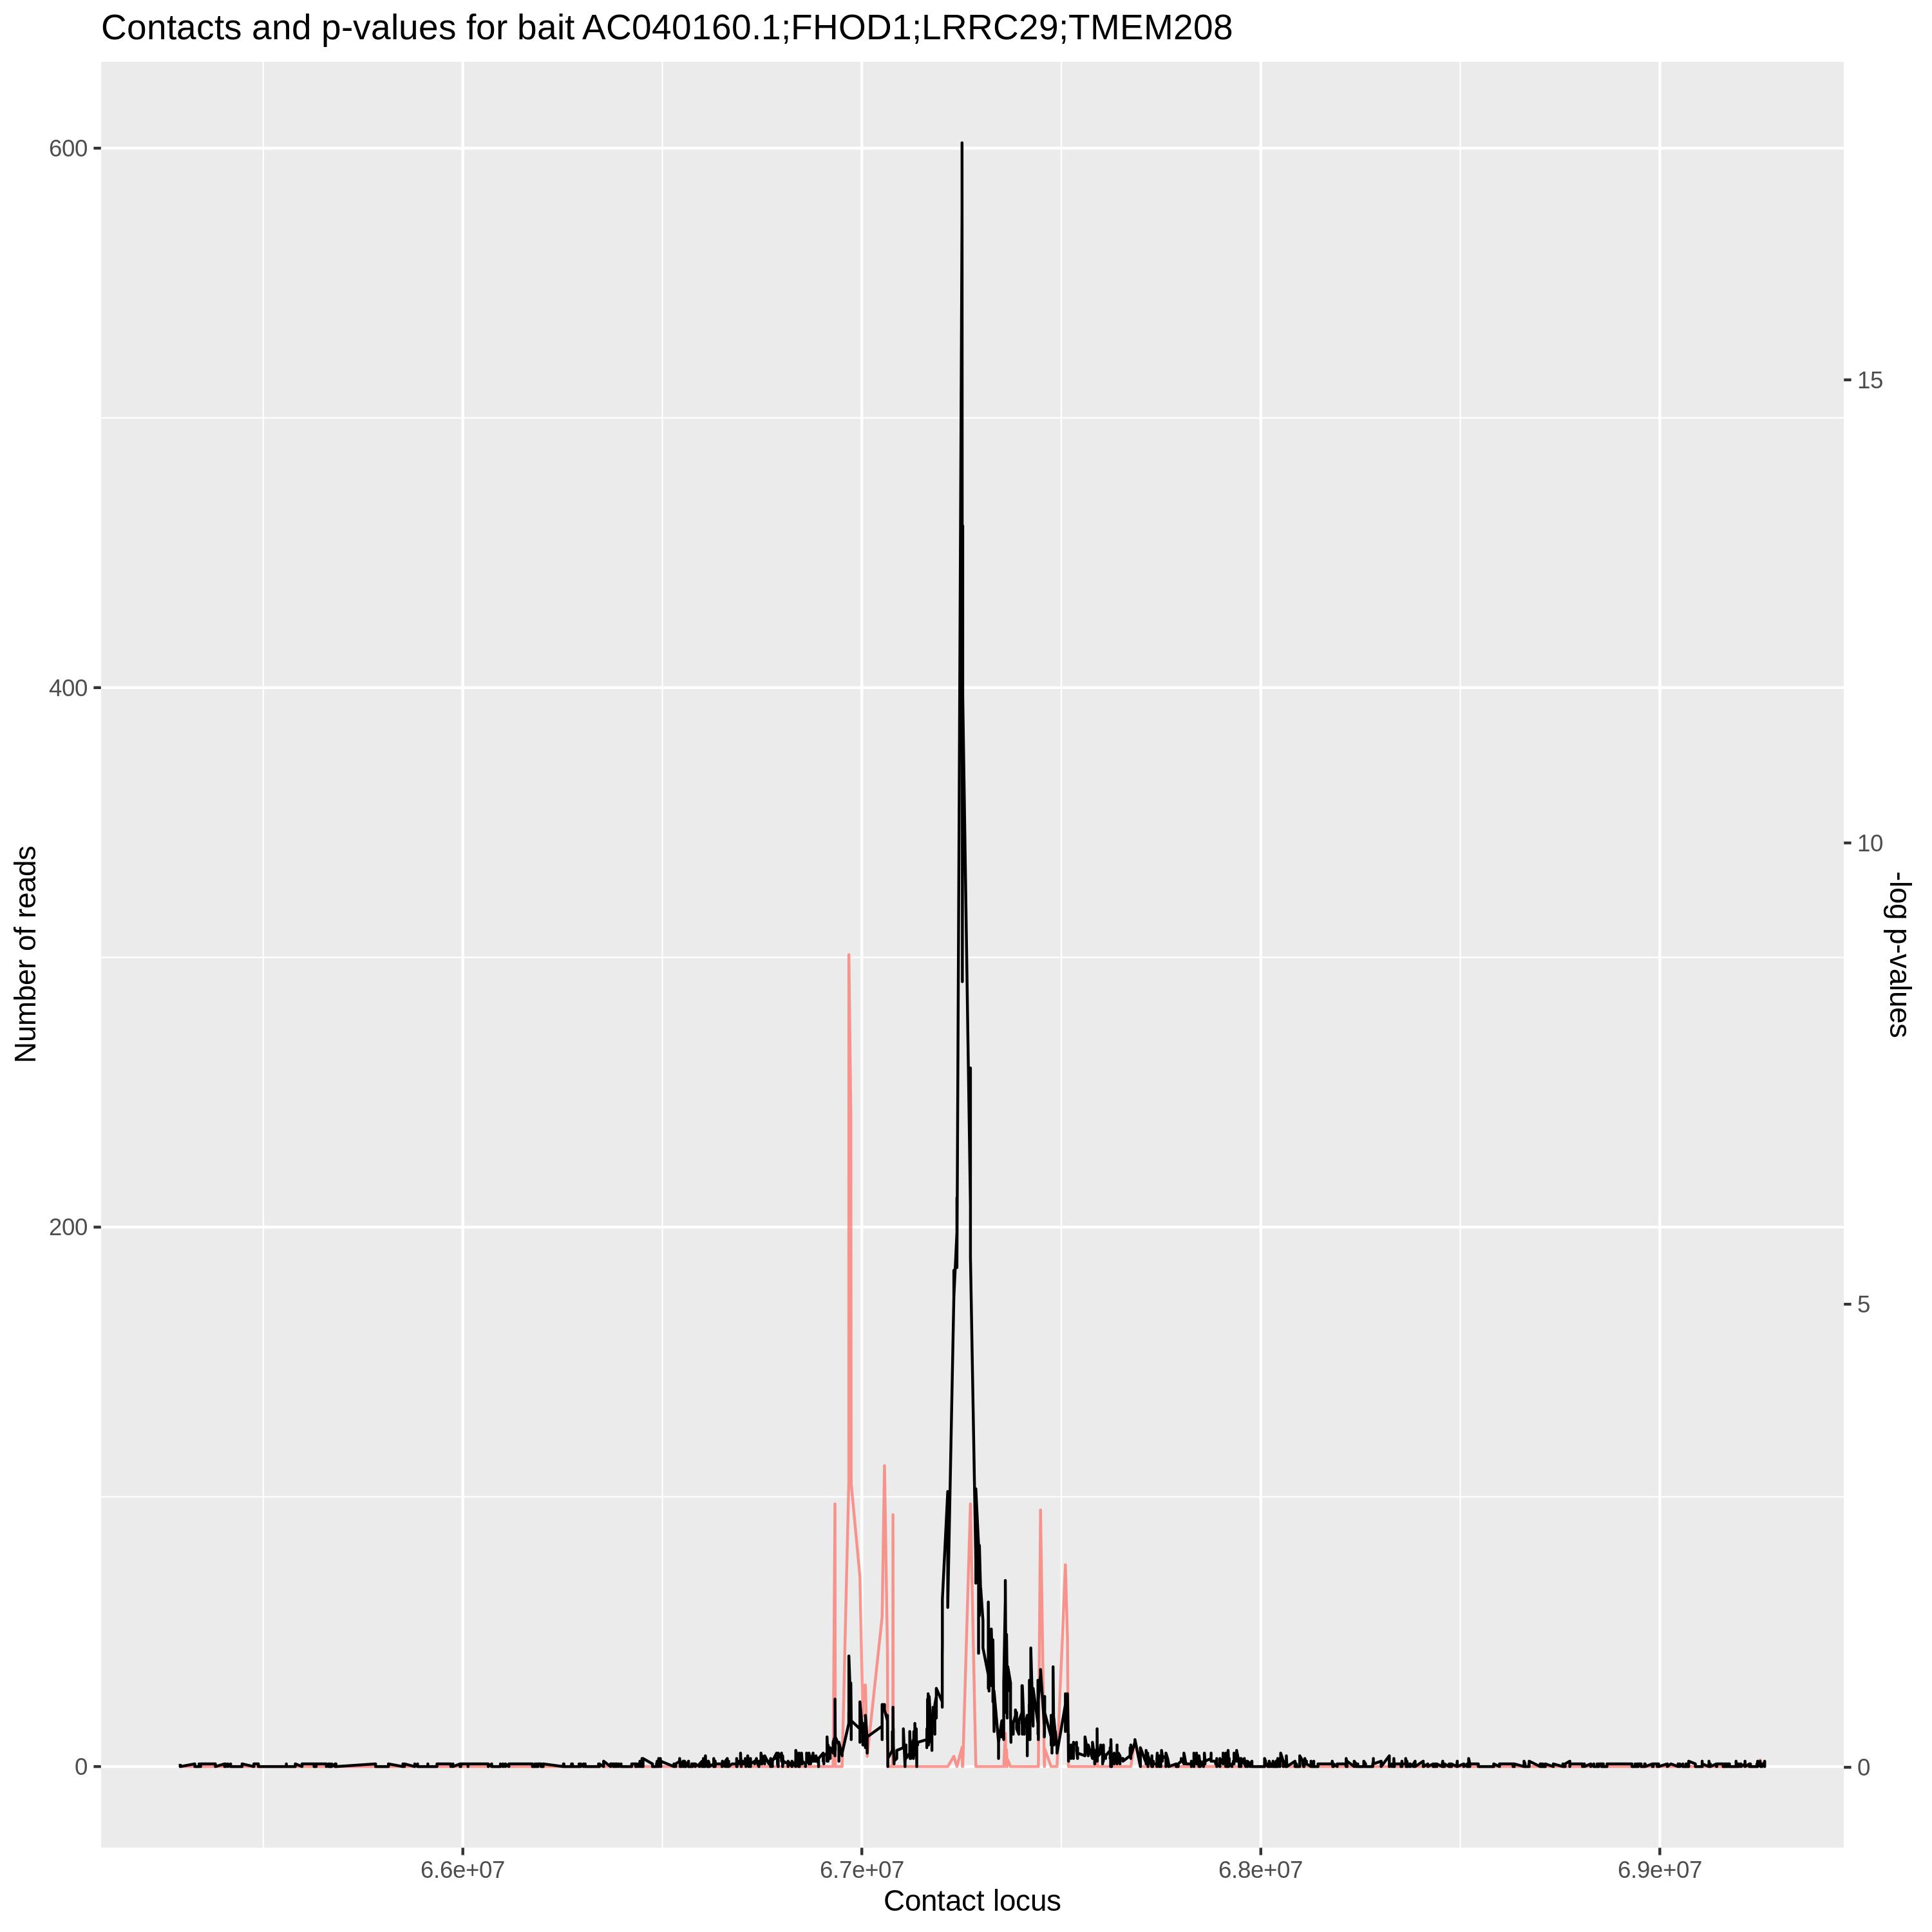 Contacts and p-values for bait AC040160.1;FHOD1;LRRC29;TMEM208
600
400
200
0
Number of reads
15
10
5
0
-log p-values
6.6e+07
6.7e+07
6.8e+07
6.9e+07
Contact locus